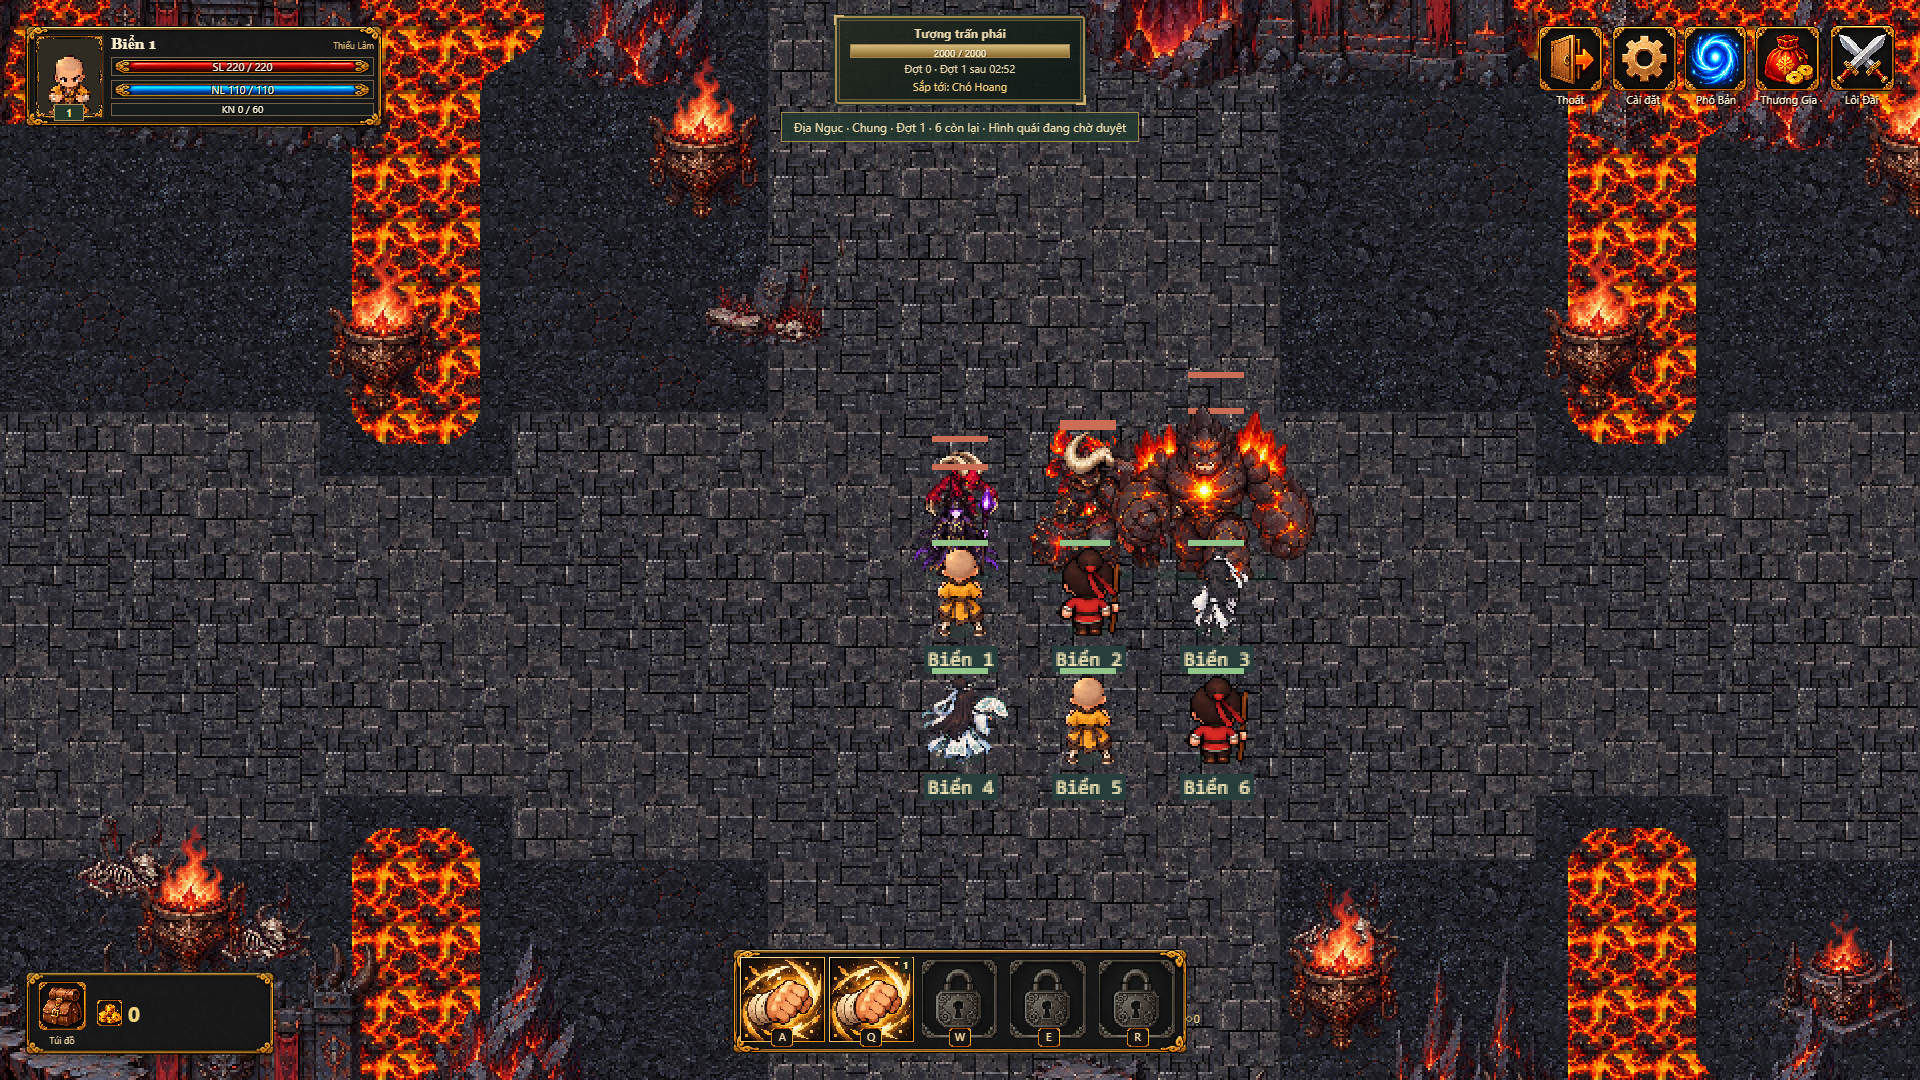 Biển 1
Thiếu Lâm
SL 220 / 220
NL 110 / 110
KN 0 / 60
1
Tượng trấn phái
2000 / 2000
Đợt 0 · Đợt 1 sau 02:52
Sắp tới: Chó Hoang
Địa Ngục · Chung · Đợt 1 · 6 còn lại · Hình quái đang chờ duyệt
Thoát
Cài đặt
Phó Bản
Thương Gia
Lôi Đài
Biển 1
Biển 2
Biển 3
Biển 4
Biển 5
Biển 6
0
Túi đồ
1
A
Q
W
E
R
0